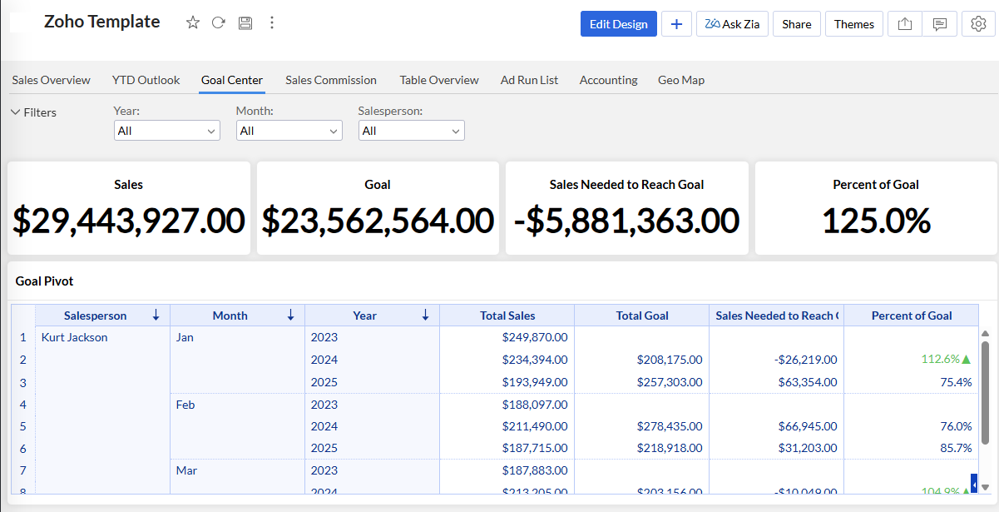 Zoho Template
Edit Design + Ask Zia Share Themes
Sales Overview YTD Outlook Goal Center Sales Commission Table Overview Ad Run List Accounting Geo Map
Filters Year: Month: Salesperson:
All All All
Sales Goal Sales Needed to Reach Goal Percent of Goal
$29,443,927.00 $23,562,564.00 -$5,881,363.00 125.0%
Goal Pivot
Salesperson Month Year Total Sales Total Goal Sales Needed to Reach Percent of Goal
1 Kurt Jackson Jan 2023 $249,870.00
2 2024 $234,394.00 $208,175.00 -$26,219.00 112.6%▲
3 2025 $193,949.00 $257,303.00 $63,354.00 75.4%
4 Feb 2023 $188,097.00
5 2024 $211,490.00 $278,435.00 $66,945.00 76.0%
6 2025 $187,715.00 $218,918.00 $31,203.00 85.7%
7 Mar 2023 $187,883.00
8 2024 $213,205.00 $203,156.00 -$10,049.00 104.9%▲